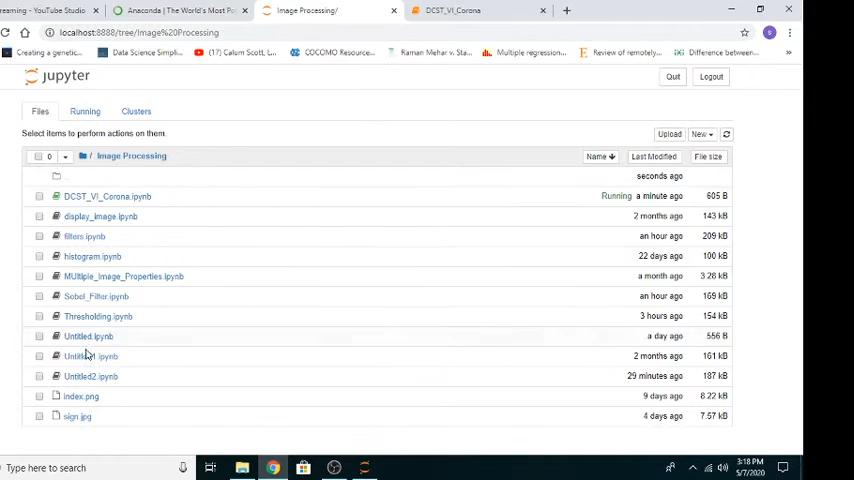 reaming - YouTube Studio
Anaconda | The World's Most Po
Image Processing/
DCST_VI_Corona
localhost:8888/tree/Image%20Processing
Creating a genetic...
Data Science Simpli...
(17) Calum Scott, L...
COCOMO Resource...
Raman Mehar v. Sta...
Multiple regression...
Review of remotely...
Difference between...
jupyter
Quit
Logout
Files
Running
Clusters
Select items to perform actions on them.
Upload
New
0
/ Image Processing
Name
Last Modified
File size
..
seconds ago
DCST_VI_Corona.ipynb
Running a minute ago
605 B
display_image.ipynb
2 months ago
143 kB
filters.ipynb
an hour ago
209 kB
histogram.ipynb
22 days ago
100 kB
MUltiple_Image_Properties.ipynb
a month ago
3.28 kB
Sobel_Filter.ipynb
an hour ago
169 kB
Thresholding.ipynb
3 hours ago
154 kB
Untitled.ipynb
a day ago
556 B
Untitled1.ipynb
2 months ago
161 kB
Untitled2.ipynb
29 minutes ago
187 kB
index.png
9 days ago
8.22 kB
sign.jpg
4 days ago
7.57 kB
Type here to search
3:18 PM
5/7/2020